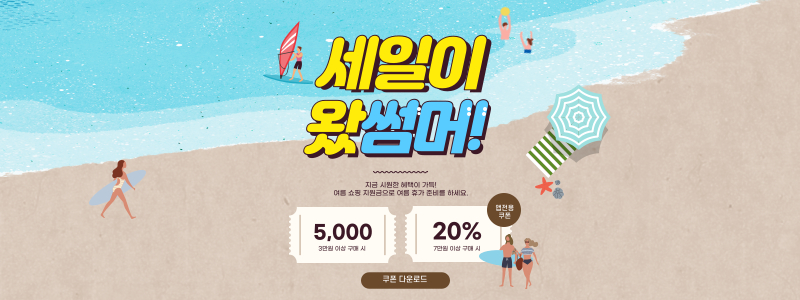 세일이
왔썸머!
지금 시원한 혜택이 가득!
여름 쇼핑 지원금으로 여름 휴가 준비를 하세요.
앱전용
쿠폰
5,000
3만원 이상 구매 시
20%
7만원 이상 구매 시
쿠폰 다운로드